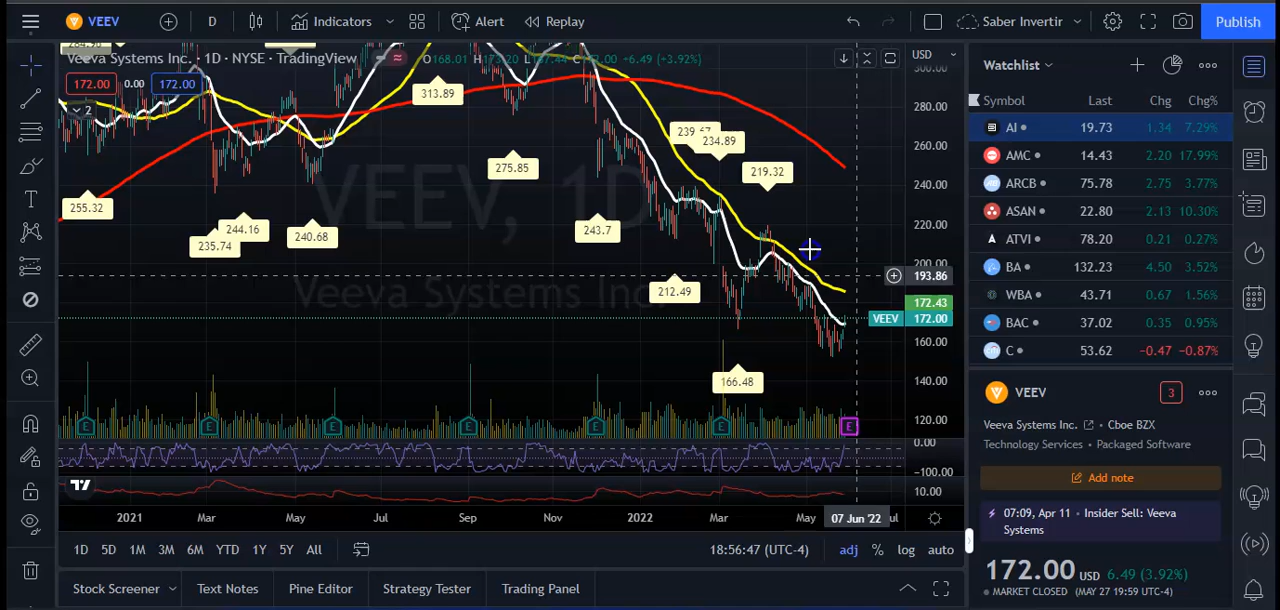 VEEV
D
Indicators
Alert
Replay
Saber Invertir
Publish
Veeva Systems Inc. · 1D · NYSE · TradingView
USD
172.00
0.00
172.00
2
313.89
275.85
255.32
235.74
244.16
240.68
243.7
234.89
219.32
212.49
166.48
VEEV, 1D
Veeva Systems Inc.
300.00
280.00
260.00
240.00
220.00
200.00
193.86
172.43
VEEV 172.00
160.00
140.00
120.00
0.00
−100.00
10.00
E
E
E
E
E
E
E
2021
Mar
May
Jul
Sep
Nov
2022
Mar
May
07 Jun '22
ul
1D
5D
1M
3M
6M
YTD
1Y
5Y
All
18:56:47 (UTC-4)
adj
%
log
auto
Stock Screener
Text Notes
Pine Editor
Strategy Tester
Trading Panel
Watchlist
Symbol Last Chg Chg%
AI 19.73 1.34 7.29%
AMC 14.43 2.20 17.99%
ARCB 75.78 2.75 3.77%
ASAN 22.80 2.13 10.30%
ATVI 78.20 0.21 0.27%
BA 132.23 4.50 3.52%
WBA 43.71 0.67 1.56%
BAC 37.02 0.35 0.95%
C 53.62 −0.47 −0.87%
VEEV
3
Veeva Systems Inc. · Cboe BZX
Technology Services · Packaged Software
Add note
07:09, Apr 11 · Insider Sell: Veeva
Systems
172.00 USD 6.49 (3.92%)
MARKET CLOSED (MAY 27 19:59 UTC-4)